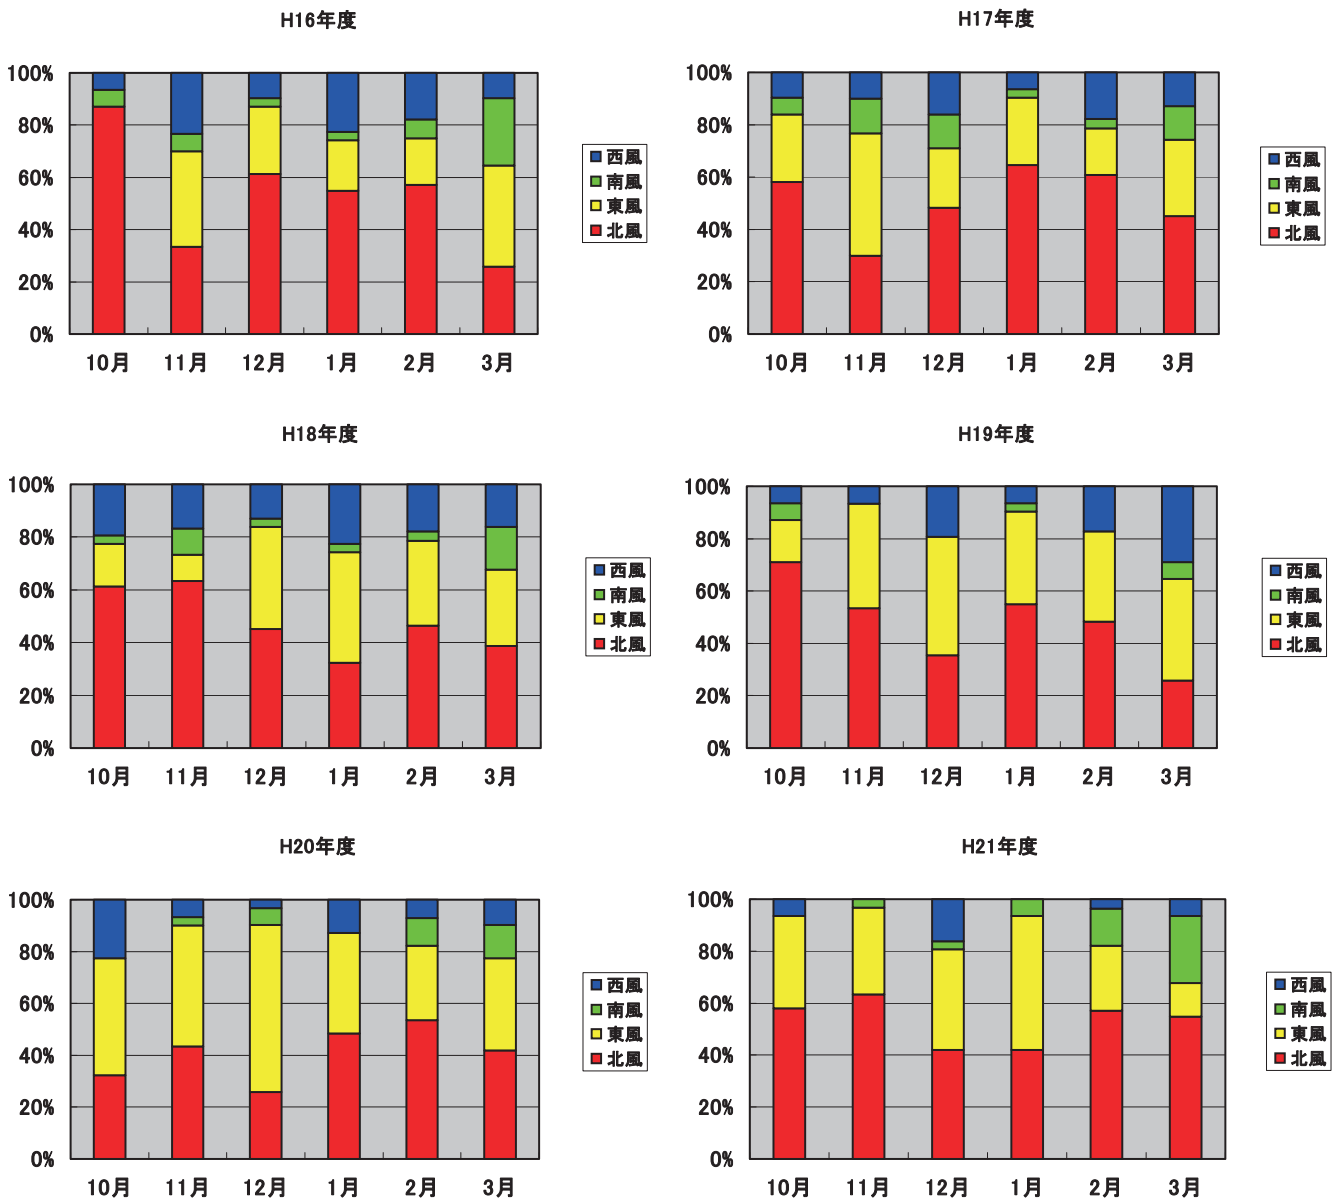 H16年度
100%
80%
60%
40%
20%
0%
10月 11月 12月 1月 2月 3月
西風
南風
東風
北風
H17年度
100%
80%
60%
40%
20%
0%
10月 11月 12月 1月 2月 3月
西風
南風
東風
北風
H18年度
100%
80%
60%
40%
20%
0%
10月 11月 12月 1月 2月 3月
西風
南風
東風
北風
H19年度
100%
80%
60%
40%
20%
0%
10月 11月 12月 1月 2月 3月
西風
南風
東風
北風
H20年度
100%
80%
60%
40%
20%
0%
10月 11月 12月 1月 2月 3月
西風
南風
東風
北風
H21年度
100%
80%
60%
40%
20%
0%
10月 11月 12月 1月 2月 3月
西風
南風
東風
北風